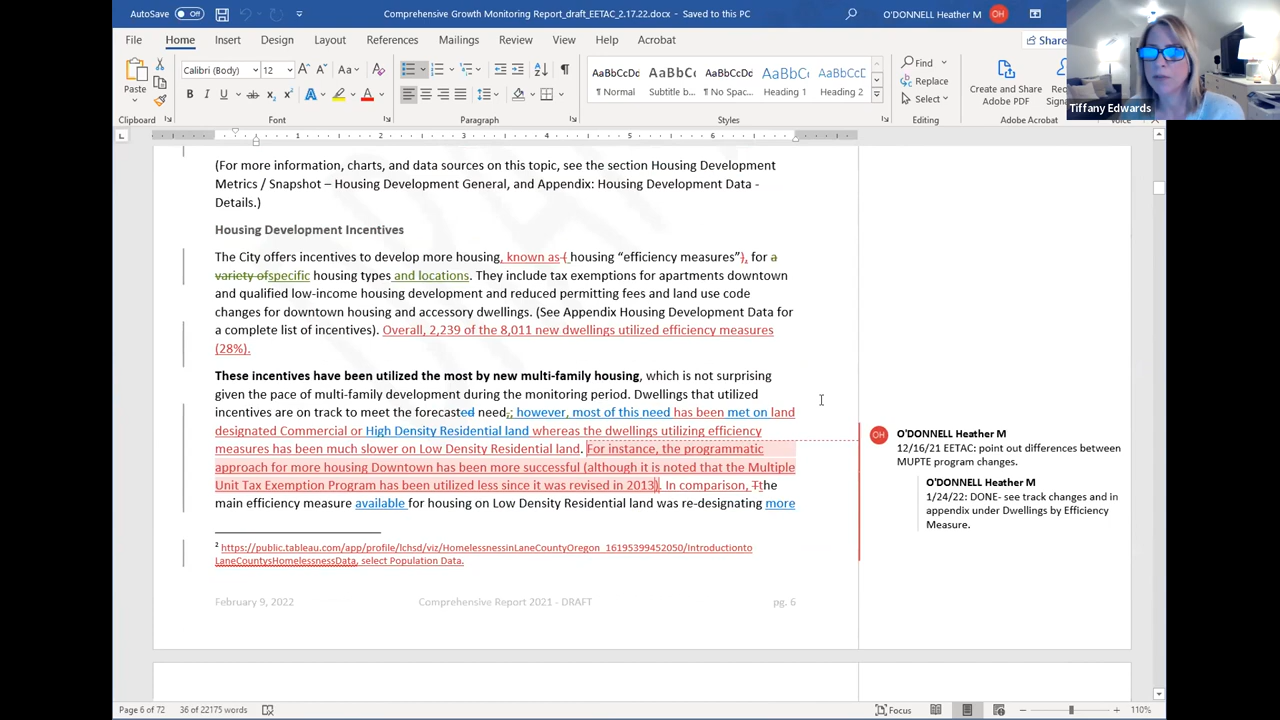 AutoSave Off Comprehensive Growth Monitoring Report_draft_EETAC_2.17.22.docx - Saved to this PC O'DONNELL Heather M OH
File Home Insert Design Layout References Mailings Review View Help Acrobat Share
Tiffany Edwards
Paste Calibri (Body) 12 AaBbCcDd AaBbCcC AaBbCcDd AaBbCcC AaBbCcD Find Replace Select Create and Share
Adobe PDF
¶ Normal Subtitle b... ¶ No Spac... Heading 1 Heading 2
Clipboard Font Paragraph Styles Editing Adobe Acrobat
(For more information, charts, and data sources on this topic, see the section Housing Development
Metrics / Snapshot – Housing Development General, and Appendix: Housing Development Data -
Details.)
Housing Development Incentives
The City offers incentives to develop more housing, known as ( housing “efficiency measures”), for a
variety ofspecific housing types and locations. They include tax exemptions for apartments downtown
and qualified low-income housing development and reduced permitting fees and land use code
changes for downtown housing and accessory dwellings. (See Appendix Housing Development Data for
a complete list of incentives). Overall, 2,239 of the 8,011 new dwellings utilized efficiency measures
(28%).
These incentives have been utilized the most by new multi-family housing, which is not surprising
given the pace of multi-family development during the monitoring period. Dwellings that utilized
incentives are on track to meet the forecasted need,; however, most of this need has been met on land
designated Commercial or High Density Residential land whereas the dwellings utilizing efficiency
measures has been much slower on Low Density Residential land. For instance, the programmatic
approach for more housing Downtown has been more successful (although it is noted that the Multiple
Unit Tax Exemption Program has been utilized less since it was revised in 2013). In comparison, Tthe
main efficiency measure available for housing on Low Density Residential land was re-designating more
2 https://public.tableau.com/app/profile/lchsd/viz/HomelessnessinLaneCountyOregon_16195399452050/Introductionto
LaneCountysHomelessnessData, select Population Data.
February 9, 2022 Comprehensive Report 2021 - DRAFT pg. 6
OH O'DONNELL Heather M
12/16/21 EETAC: point out differences between
MUPTE program changes.
O'DONNELL Heather M
1/24/22: DONE- see track changes and in
appendix under Dwellings by Efficiency
Measure.
Page 6 of 72 36 of 22175 words Focus 110%